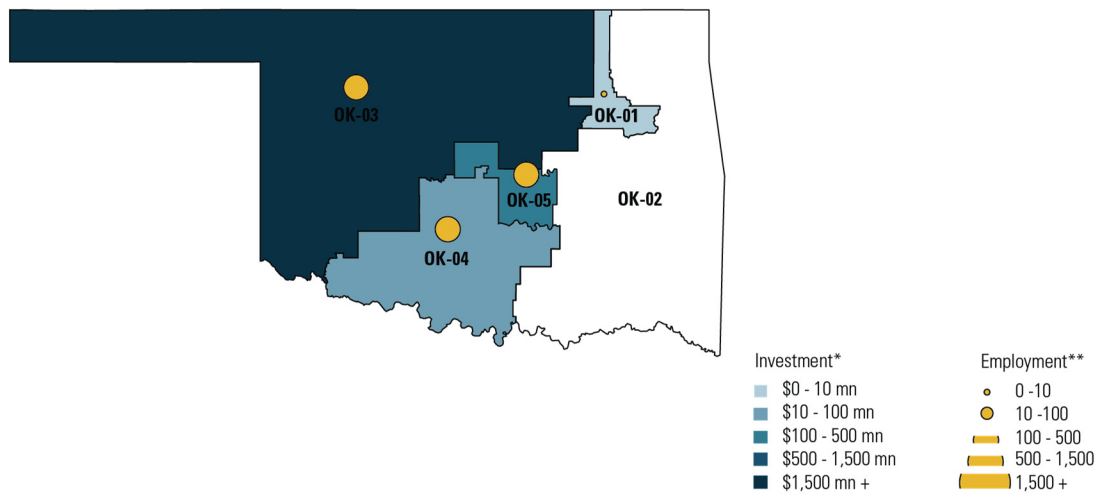 OK-03
OK-01
OK-05
OK-02
OK-04
Investment*
$0 - 10 mn
$10 - 100 mn
$100 - 500 mn
$500 - 1,500 mn
$1,500 mn +
Employment**
0 -10
10 -100
100 - 500
500 - 1,500
1,500 +